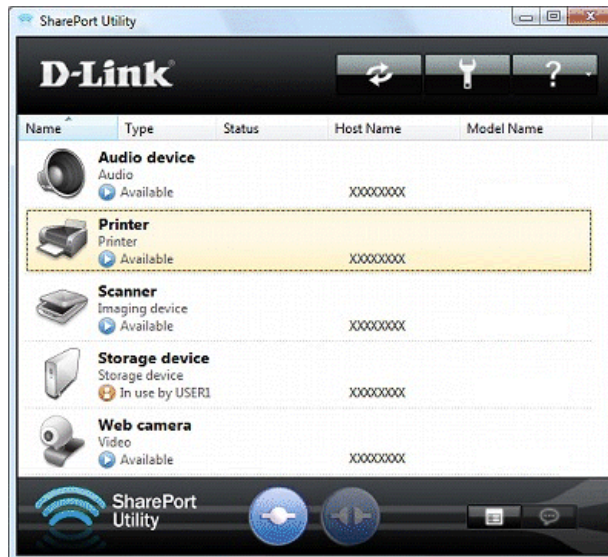 SharePort Utility
D-Link
?
Name Type Status Host Name Model Name
Audio device
Audio
Available XXXXXXXX
Printer
Printer
Available XXXXXXXX
Scanner
Imaging device
Available XXXXXXXX
Storage device
Storage device
In use by USER1 XXXXXXXX
Web camera
Video
Available XXXXXXXX
SharePort
Utility